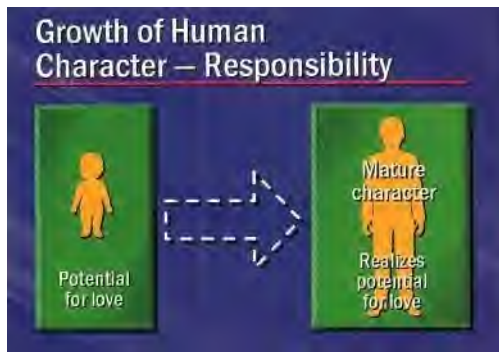 Growth of Human
Character – Responsibility
Potential
for love
Mature
character
Realizes
potential
for love